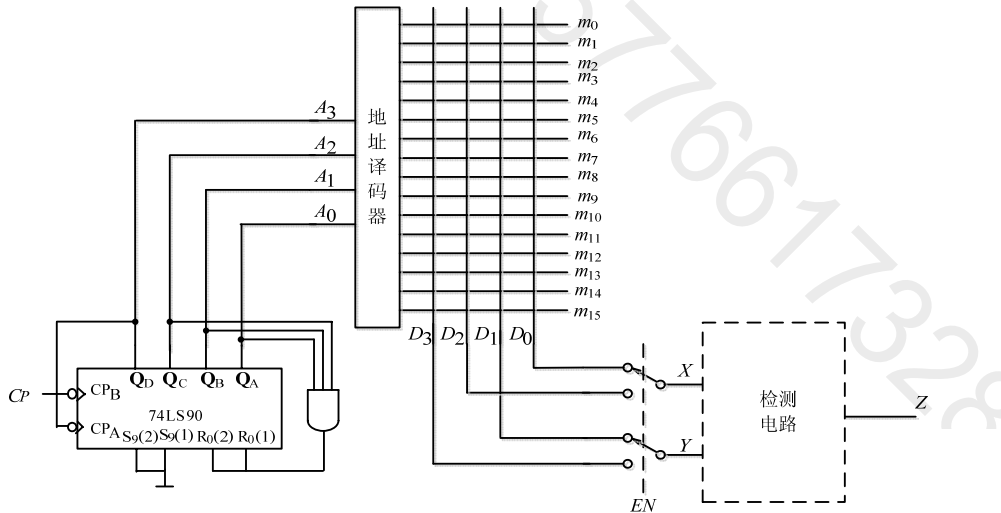 m0
m1
m2
m3
m4
m5
m6
m7
m8
m9
m10
m11
m12
m13
m14
m15
地址译码器
A3
A2
A1
A0
D3 D2 D1 D0
QD QC QB QA
CP
CPB
74LS90
CPA
S9(2) S9(1) R0(2) R0(1)
X
Y
检测
电路
Z
EN
5776617328